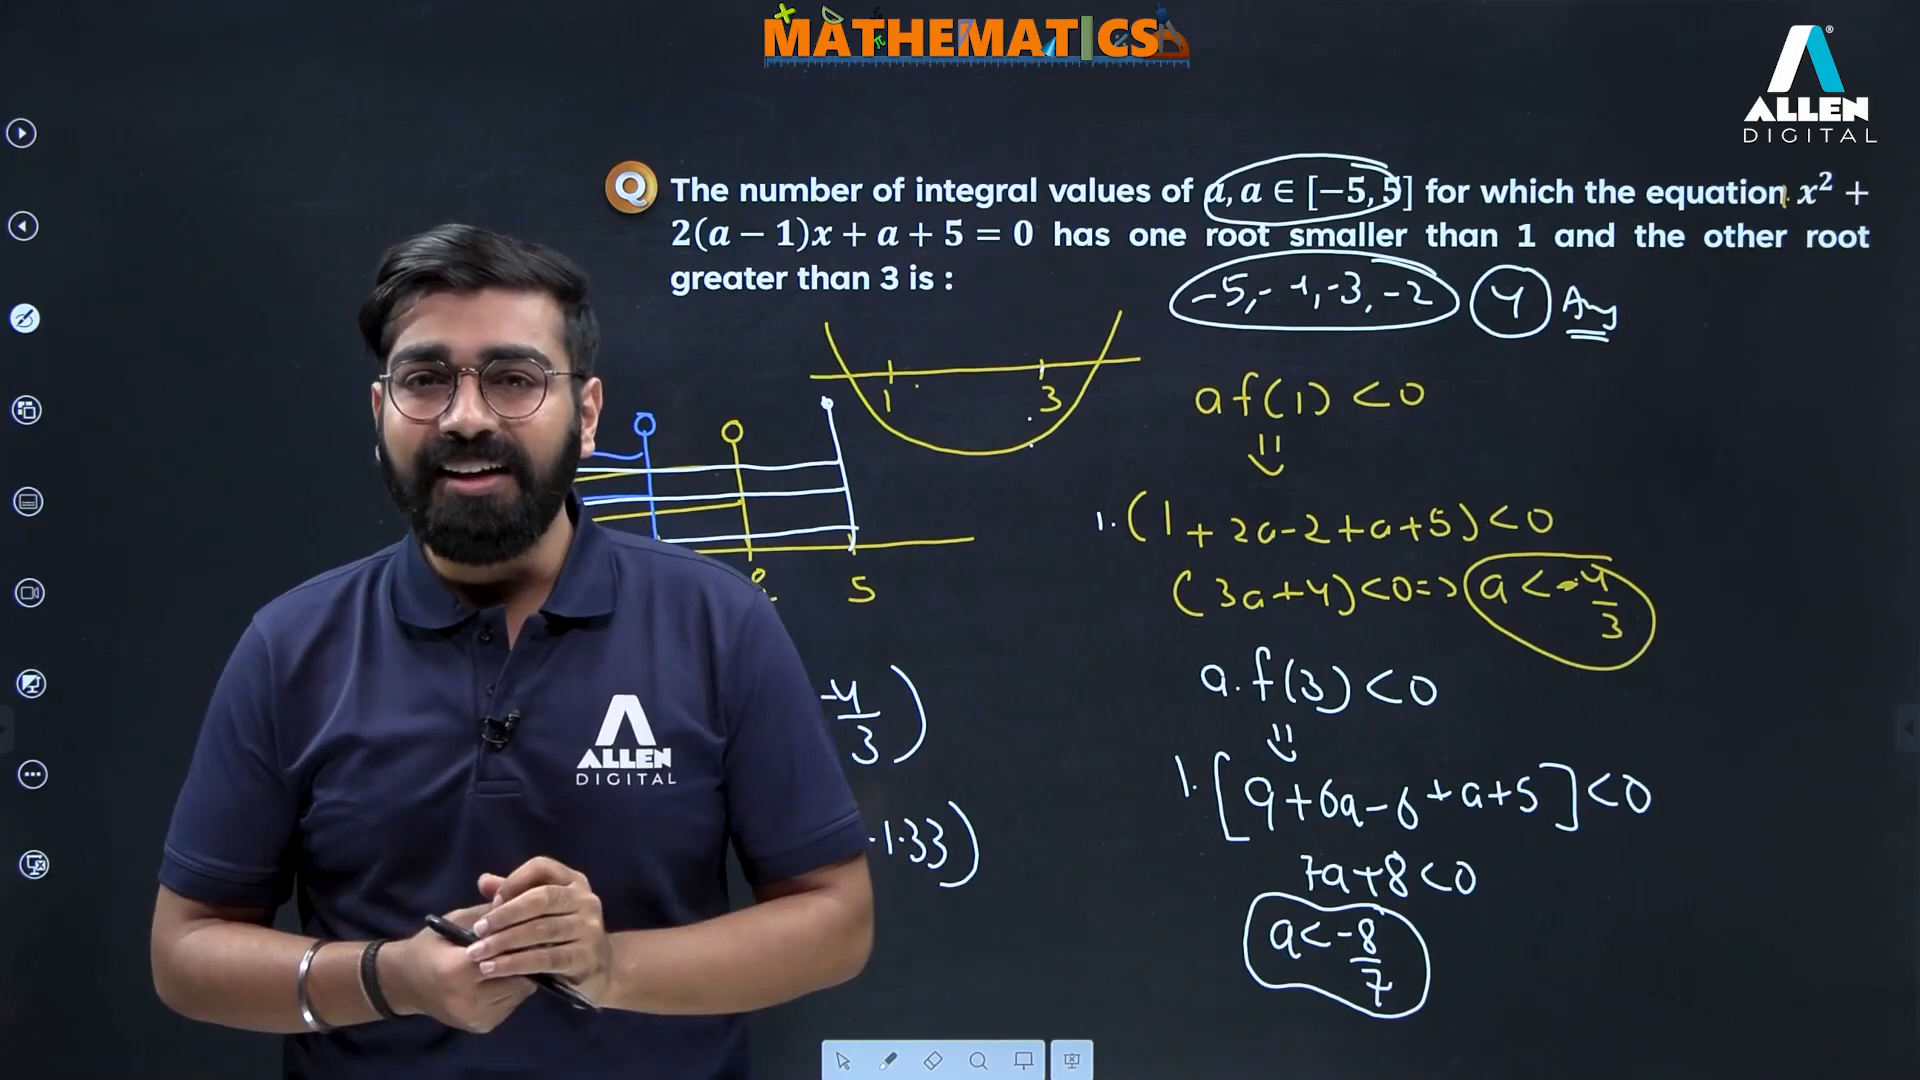 MATHEMATICS
ALLEN
DIGITAL
Q The number of integral values of a, a ∈ [−5, 5] for which the equation x² +
2(a − 1)x + a + 5 = 0 has one root smaller than 1 and the other root
greater than 3 is :
-5, -4, -3, -2 4 Ans
1 3
a f(1) < 0
⇓
1. (1 + 2a - 2 + a + 5) < 0
(3a + 4) < 0 => a < -4/3
5
a. f(3) < 0
⇓
-4/3 )
1. [9 + 6a - 6 + a + 5] < 0
-1.33)
7a + 8 < 0
a < -8/7
ALLEN
DIGITAL